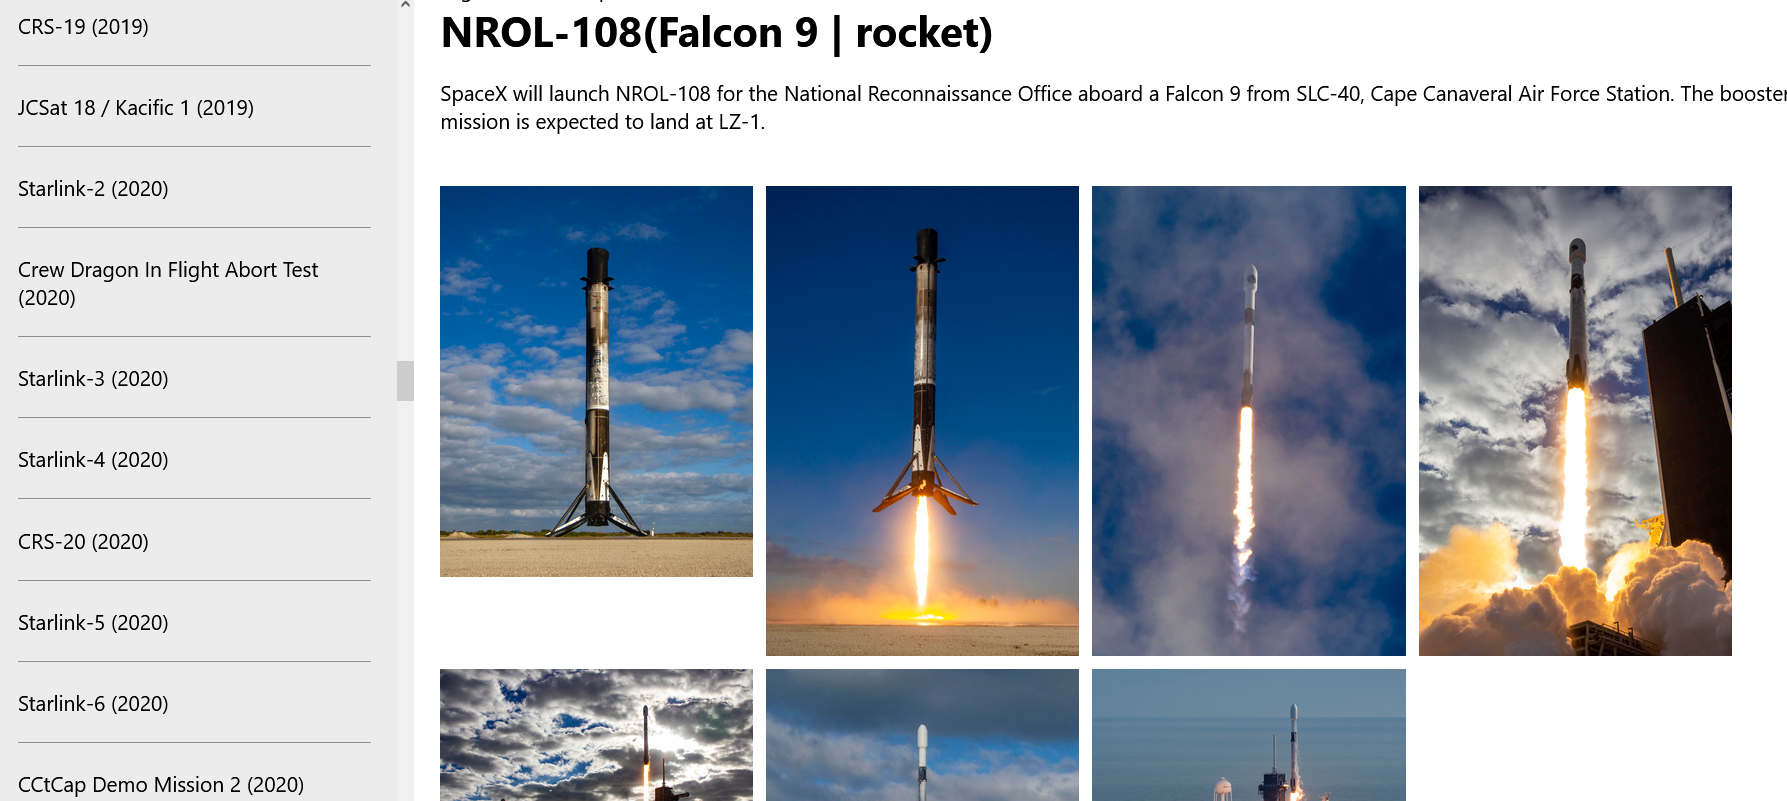 CRS-19 (2019)
JCSat 18 / Kacific 1 (2019)
Starlink-2 (2020)
Crew Dragon In Flight Abort Test
(2020)
Starlink-3 (2020)
Starlink-4 (2020)
CRS-20 (2020)
Starlink-5 (2020)
Starlink-6 (2020)
CCtCap Demo Mission 2 (2020)
NROL-108(Falcon 9 | rocket)
SpaceX will launch NROL-108 for the National Reconnaissance Office aboard a Falcon 9 from SLC-40, Cape Canaveral Air Force Station. The booster
mission is expected to land at LZ-1.